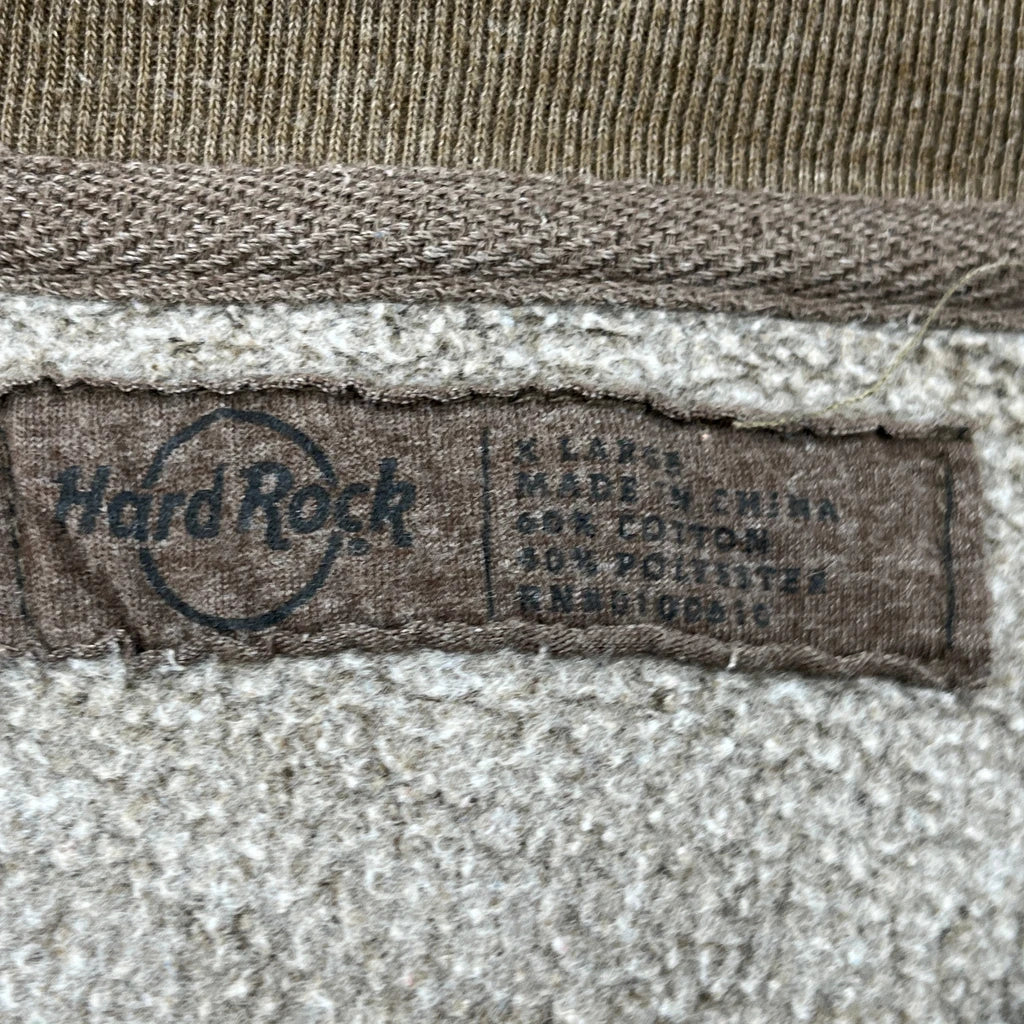 Hard Rock
X LARGE
MADE IN CHINA
60% COTTON
40% POLYESTER